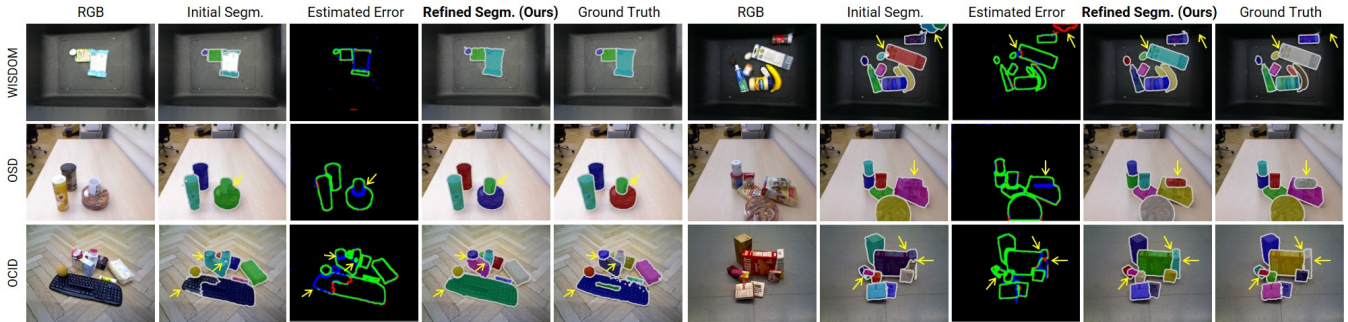 RGB Initial Segm. Estimated Error Refined Segm. (Ours) Ground Truth RGB Initial Segm. Estimated Error Refined Segm. (Ours) Ground Truth
WISDOM
OSD
OCID